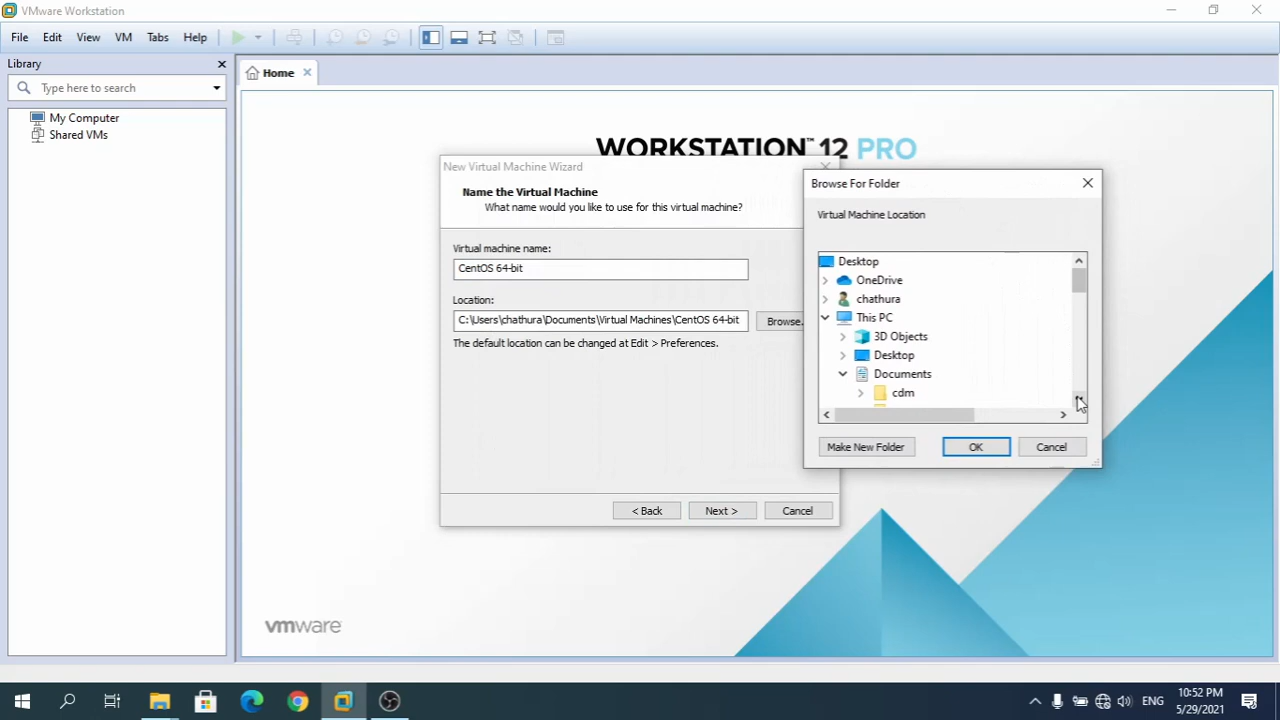 VMware Workstation
File Edit View VM Tabs Help
Library
Home
Type here to search
My Computer
Shared VMs
WORKSTATION™ 12 PRO
New Virtual Machine Wizard
Name the Virtual Machine
What name would you like to use for this virtual machine?
Virtual machine name:
CentOS 64-bit
Location:
C:\Users\chathura\Documents\Virtual Machines\CentOS 64-bit
Browse.
The default location can be changed at Edit > Preferences.
< Back Next > Cancel
Browse For Folder
Virtual Machine Location
Desktop
OneDrive
chathura
This PC
3D Objects
Desktop
Documents
cdm
Make New Folder OK Cancel
vmware
ENG
10:52 PM
5/29/2021